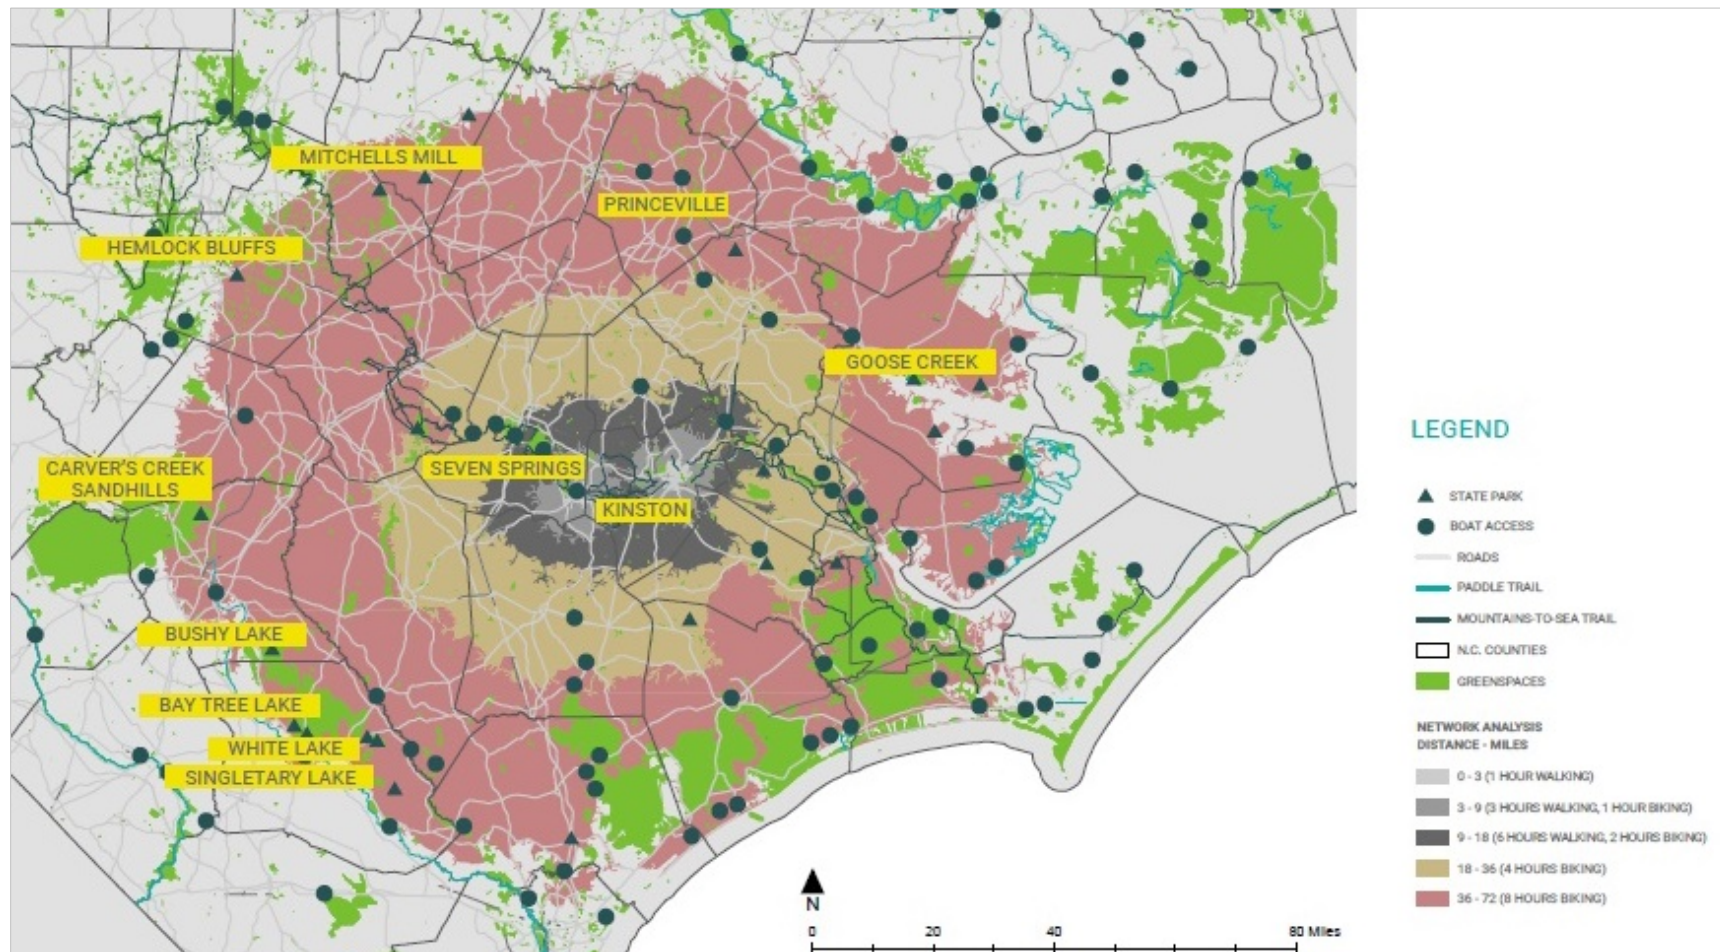 MITCHELLS MILL
PRINCEVILLE
HEMLOCK BLUFFS
GOOSE CREEK
CARVER'S CREEK
SANDHILLS
SEVEN SPRINGS
KINSTON
BUSHY LAKE
BAY TREE LAKE
WHITE LAKE
SINGLETARY LAKE
N
0 20 40 80 Miles
LEGEND
STATE PARK
BOAT ACCESS
ROADS
PADDLE TRAIL
MOUNTAINS-TO-SEA TRAIL
N.C. COUNTIES
GREENSPACES
NETWORK ANALYSIS
DISTANCE - MILES
0 - 3 (1 HOUR WALKING)
3 - 9 (3 HOURS WALKING, 1 HOUR BIKING)
9 - 18 (6 HOURS WALKING, 2 HOURS BIKING)
18 - 36 (4 HOURS BIKING)
36 - 72 (8 HOURS BIKING)